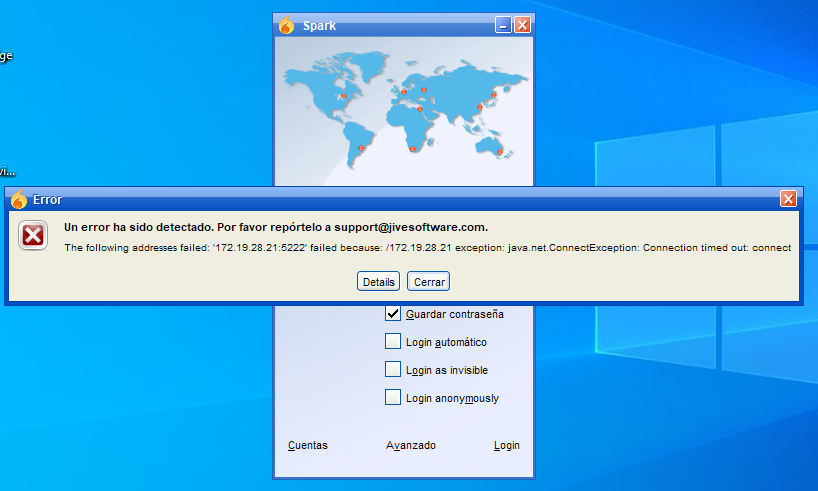 ge
Spark
vi...
Error
Un error ha sido detectado. Por favor repórtelo a support@jivesoftware.com.
The following addresses failed: '172.19.28.21:5222' failed because: /172.19.28.21 exception: java.net.ConnectException: Connection timed out: connect
Details
Cerrar
Guardar contraseña
Login automático
Login as invisible
Login anonymously
Cuentas
Avanzado
Login